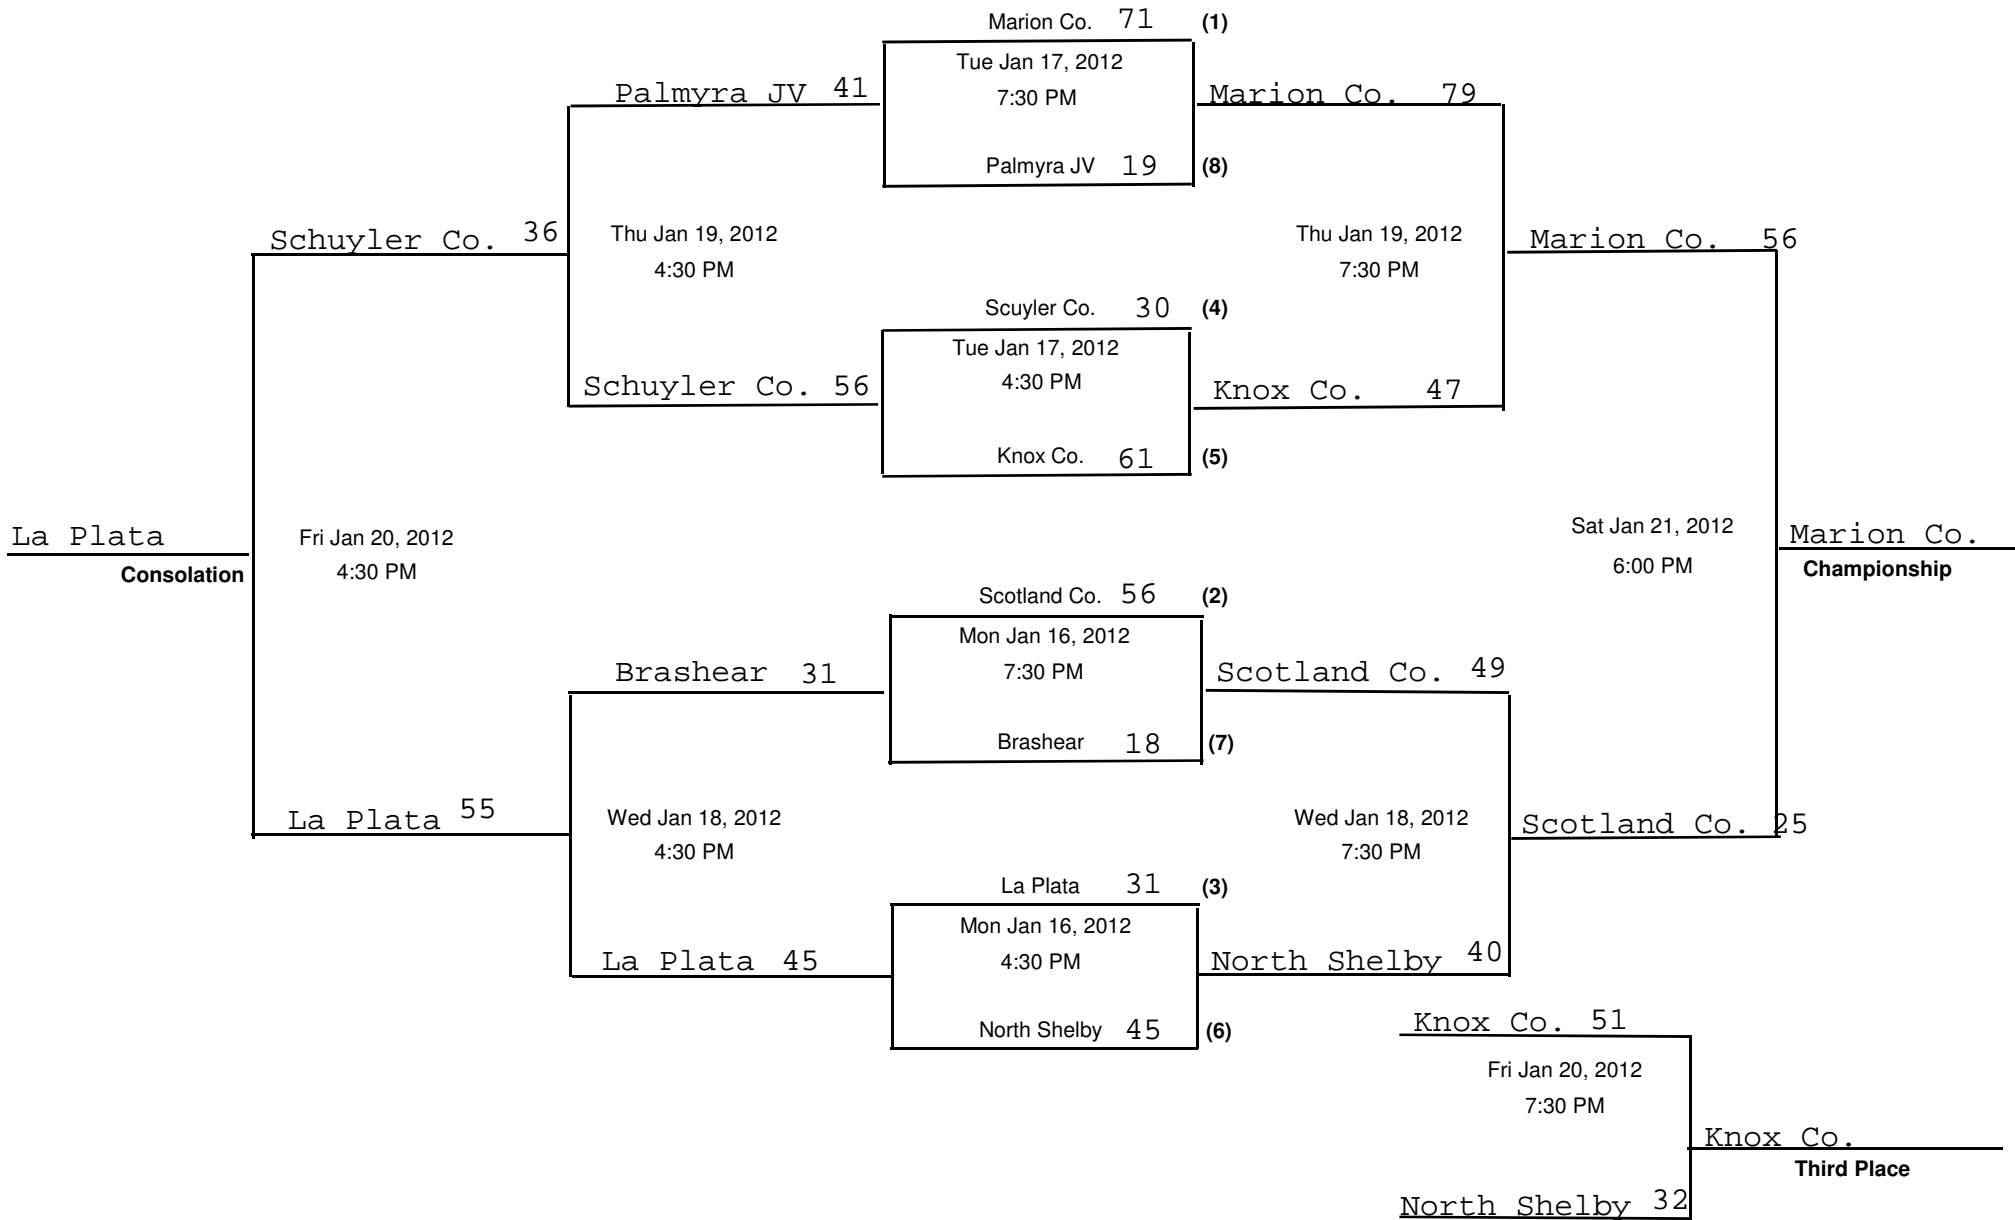 Marion Co. 71 (1)
Tue Jan 17, 2012
7:30 PM
Palmyra JV 41
Marion Co. 79
Palmyra JV 19 (8)
Schuyler Co. 36
Thu Jan 19, 2012
4:30 PM
Thu Jan 19, 2012
7:30 PM
Marion Co. 56
Scuyler Co. 30 (4)
Tue Jan 17, 2012
4:30 PM
Schuyler Co. 56
Knox Co. 47
Knox Co. 61 (5)
La Plata
Consolation
Fri Jan 20, 2012
4:30 PM
Sat Jan 21, 2012
6:00 PM
Marion Co.
Championship
Scotland Co. 56 (2)
Mon Jan 16, 2012
7:30 PM
Brashear 31
Scotland Co. 49
Brashear 18 (7)
La Plata 55
Wed Jan 18, 2012
4:30 PM
Wed Jan 18, 2012
7:30 PM
Scotland Co. 25
La Plata 31 (3)
Mon Jan 16, 2012
4:30 PM
La Plata 45
North Shelby 40
North Shelby 45 (6)
Knox Co. 51
Fri Jan 20, 2012
7:30 PM
Knox Co.
Third Place
North Shelby 32